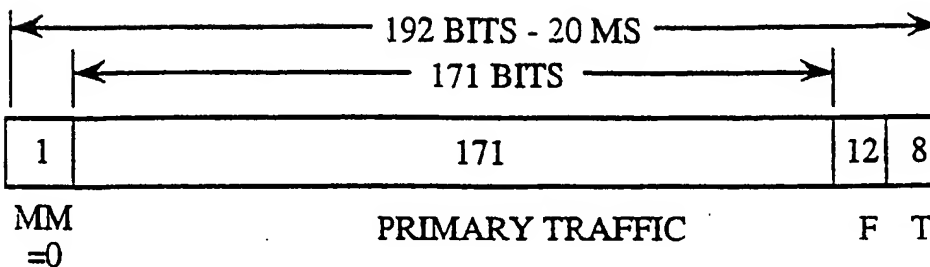 192 BITS - 20 MS
171 BITS
1 171 12 8
MM PRIMARY TRAFFIC F T
=0